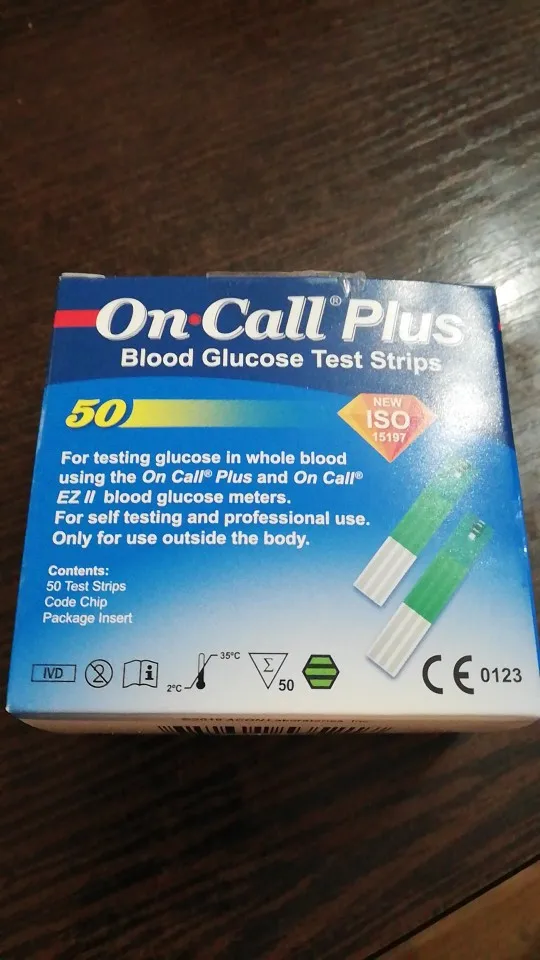 On·Call® Plus
Blood Glucose Test Strips
50
NEW
ISO
15197
For testing glucose in whole blood
using the On Call® Plus and On Call®
EZ II blood glucose meters.
For self testing and professional use.
Only for use outside the body.
Contents:
50 Test Strips
Code Chip
Package Insert
IVD
2
i
2°C
35°C
Σ
50
CE 0123